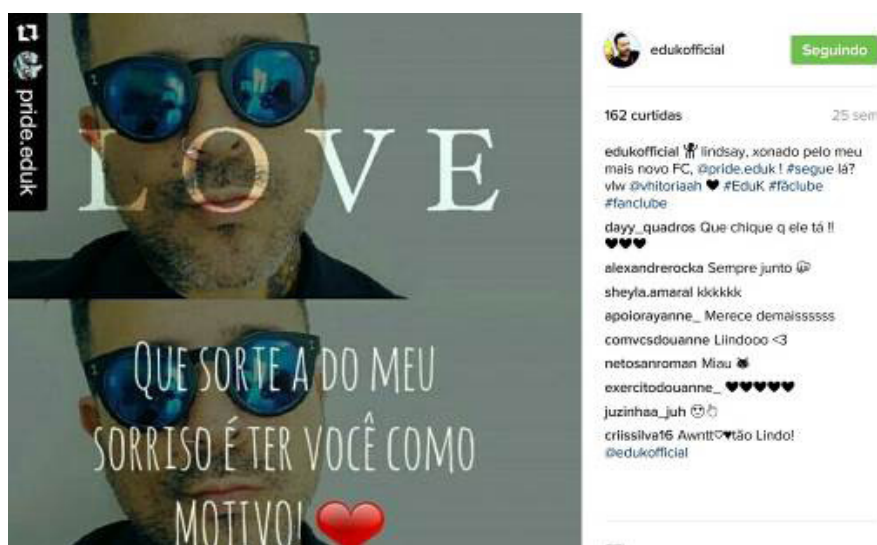 pride.eduk
LOVE
QUE SORTE A DO MEU
SORRISO É TER VOCÊ COMO
MOTIVO!
edukofficial
Seguindo
162 curtidas
25 sem
edukofficial lindsay, xonado pelo meu
mais novo FC, @pride.eduk ! #segue lá?
vlw @vhitoriaah 🖤 #EduK #fãclube
#fanclube
dayy_quadros Que chique q ele tá !!
🖤🖤🖤
alexandrerocka Sempre junto
sheyla.amaral kkkkkk
apoiorayanne_ Merece demaissssss
comvcsdouanne Liindooo <3
netosanroman Miau
exercitodouanne_ 🖤🖤🖤🖤🖤
juzinhaa_juh
criissilva16 Awntt♡♥tão Lindo!
@edukofficial